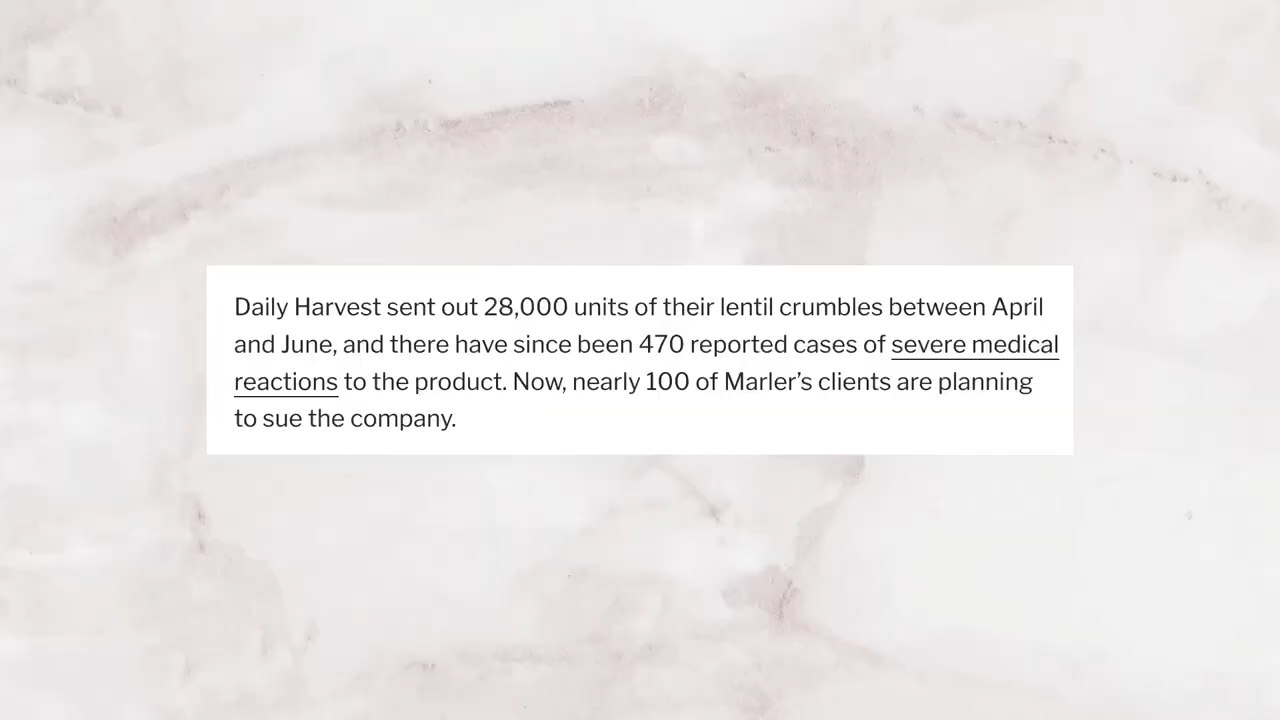 Daily Harvest sent out 28,000 units of their lentil crumbles between April
and June, and there have since been 470 reported cases of severe medical
reactions to the product. Now, nearly 100 of Marler’s clients are planning
to sue the company.